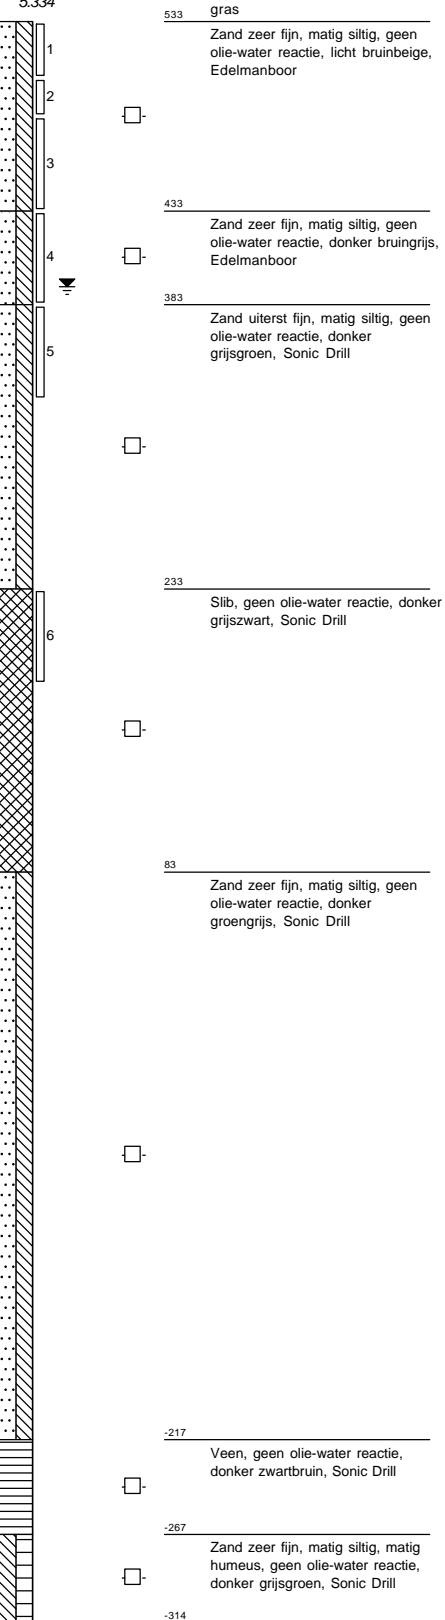 5.334
533
gras
1
Zand zeer fijn, matig siltig, geen
olie-water reactie, licht bruinbeige,
Edelmanboor
2
3
433
Zand zeer fijn, matig siltig, geen
olie-water reactie, donker bruingrijs,
Edelmanboor
4
383
Zand uiterst fijn, matig siltig, geen
olie-water reactie, donker
grijsgroen, Sonic Drill
5
233
Slib, geen olie-water reactie, donker
grijszwart, Sonic Drill
6
83
Zand zeer fijn, matig siltig, geen
olie-water reactie, donker
groengrijs, Sonic Drill
-217
Veen, geen olie-water reactie,
donker zwartbruin, Sonic Drill
-267
Zand zeer fijn, matig siltig, matig
humeus, geen olie-water reactie,
donker grijsgroen, Sonic Drill
-314